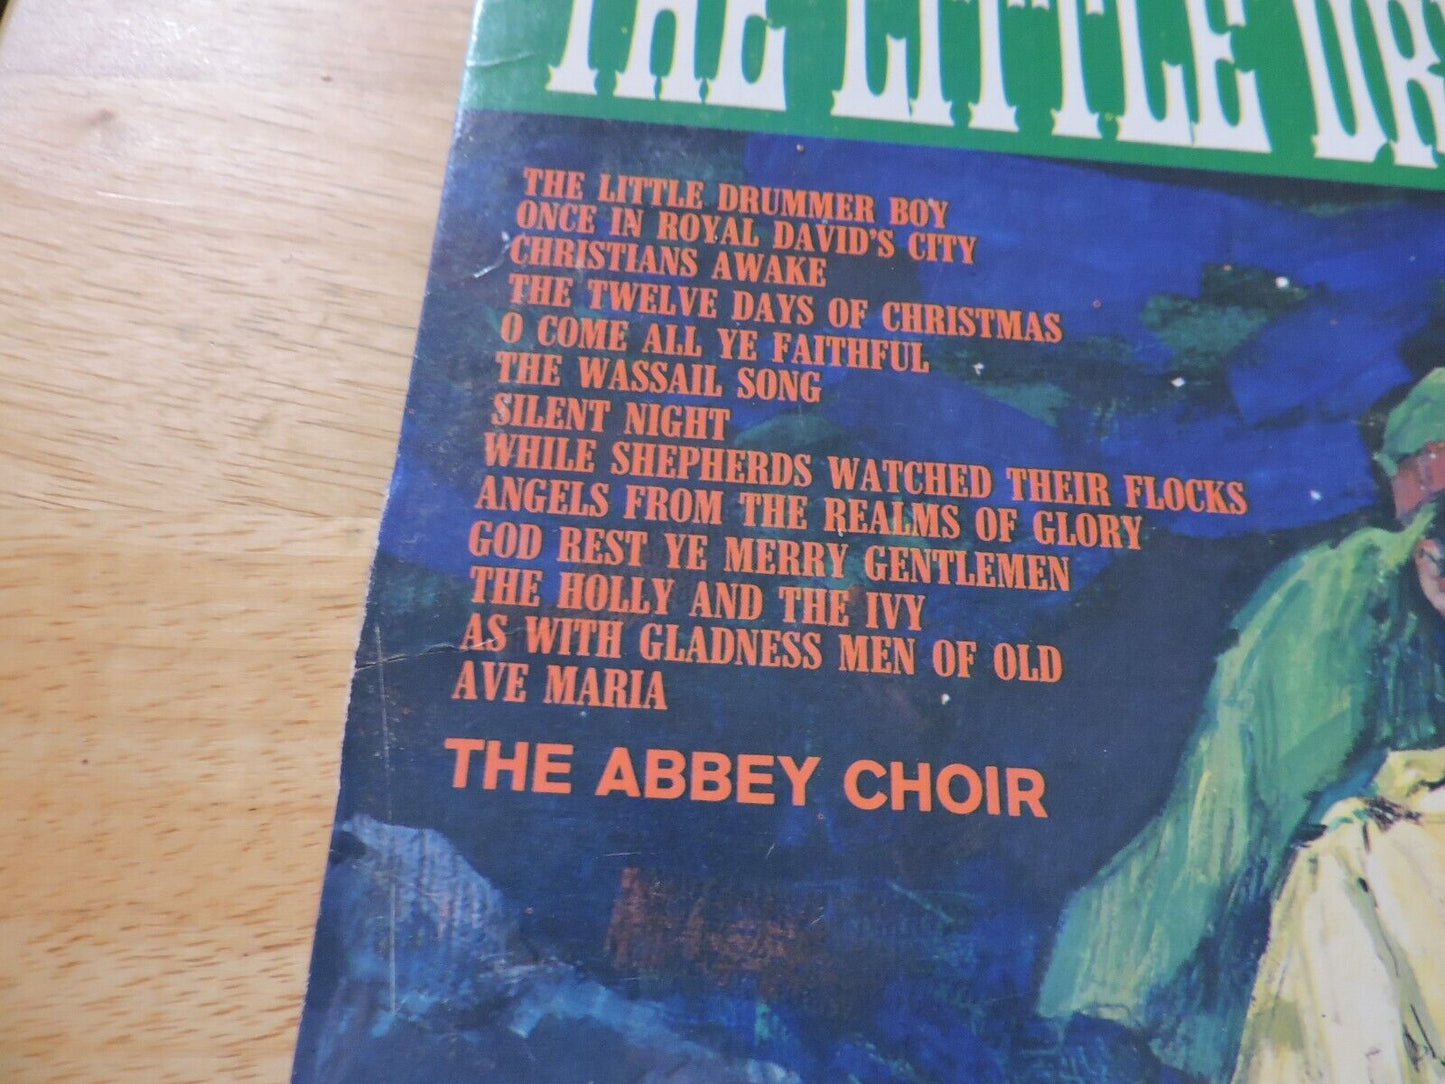 THE LITTLE
THE LITTLE DRUMMER BOY
ONCE IN ROYAL DAVID'S CITY
CHRISTIANS AWAKE
THE TWELVE DAYS OF CHRISTMAS
O COME ALL YE FAITHFUL
THE WASSAIL SONG
SILENT NIGHT
WHILE SHEPHERDS WATCHED THEIR FLOCKS
ANGELS FROM THE REALMS OF GLORY
GOD REST YE MERRY GENTLEMEN
THE HOLLY AND THE IVY
AS WITH GLADNESS MEN OF OLD
AVE MARIA
THE ABBEY CHOIR